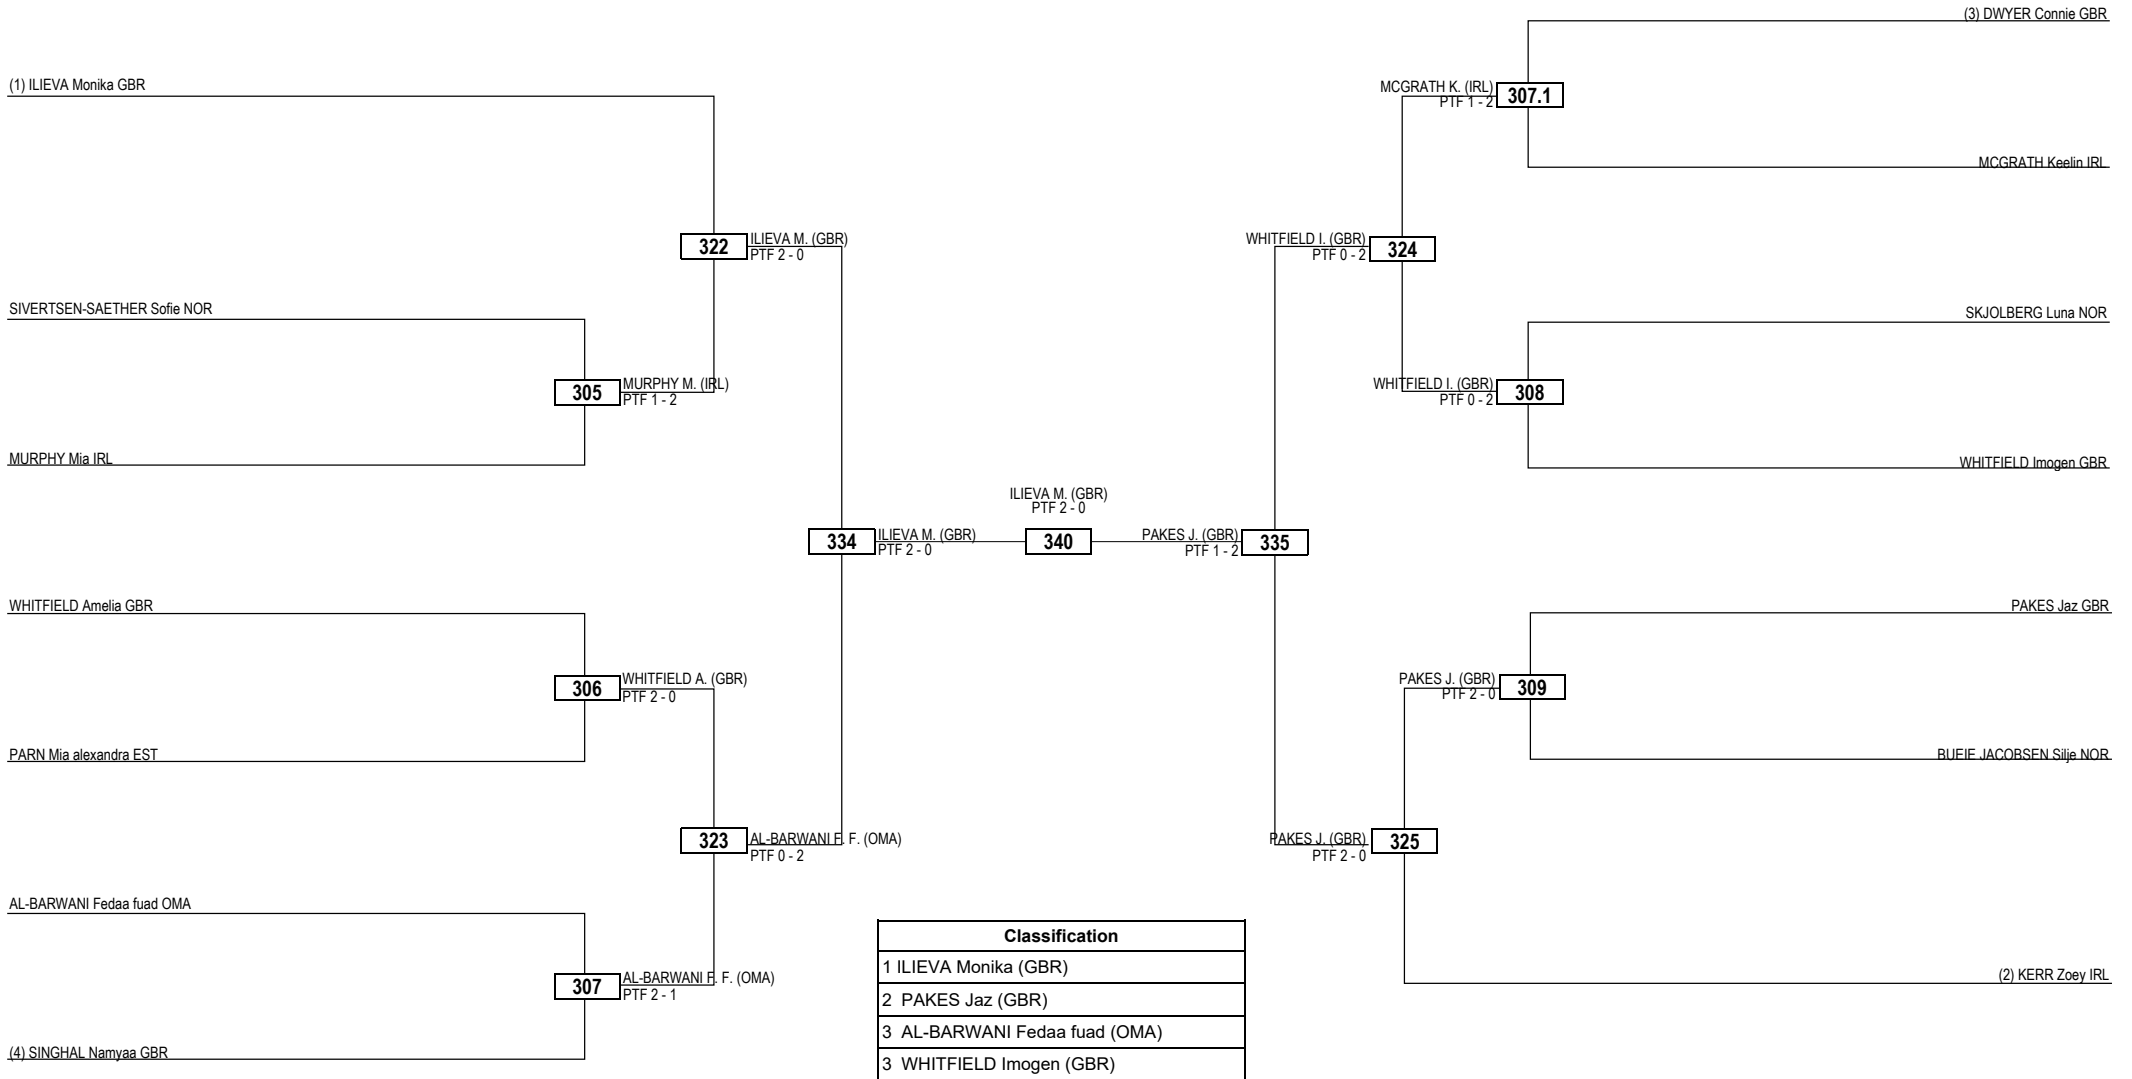 (3) DWYER Connie GBR
(1) ILIEVA Monika GBR
MCGRATH K. (IRL)
PTF 1 - 2
307.1
MCGRATH Keelin IRL
322
ILIEVA M. (GBR)
PTF 2 - 0
WHITFIELD I. (GBR)
PTF 0 - 2
324
SIVERTSEN-SAETHER Sofie NOR
SKJOLBERG Luna NOR
305
MURPHY M. (IRL)
PTF 1 - 2
WHITFIELD I. (GBR)
PTF 0 - 2
308
MURPHY Mia IRL
WHITFIELD Imogen GBR
ILIEVA M. (GBR)
PTF 2 - 0
334
ILIEVA M. (GBR)
PTF 2 - 0
340
PAKES J. (GBR)
PTF 1 - 2
335
WHITFIELD Amelia GBR
PAKES Jaz GBR
306
WHITFIELD A. (GBR)
PTF 2 - 0
PAKES J. (GBR)
PTF 2 - 0
309
PARN Mia alexandra EST
BUEIE JACOBSEN Silje NOR
323
AL-BARWANI F. F. (OMA)
PTF 0 - 2
PAKES J. (GBR)
PTF 2 - 0
325
AL-BARWANI Fedaa fuad OMA
307
AL-BARWANI F. F. (OMA)
PTF 2 - 1
(2) KERR Zoey IRL
(4) SINGHAL Namyaa GBR
Classification
1 ILIEVA Monika (GBR)
2 PAKES Jaz (GBR)
3 AL-BARWANI Fedaa fuad (OMA)
3 WHITFIELD Imogen (GBR)